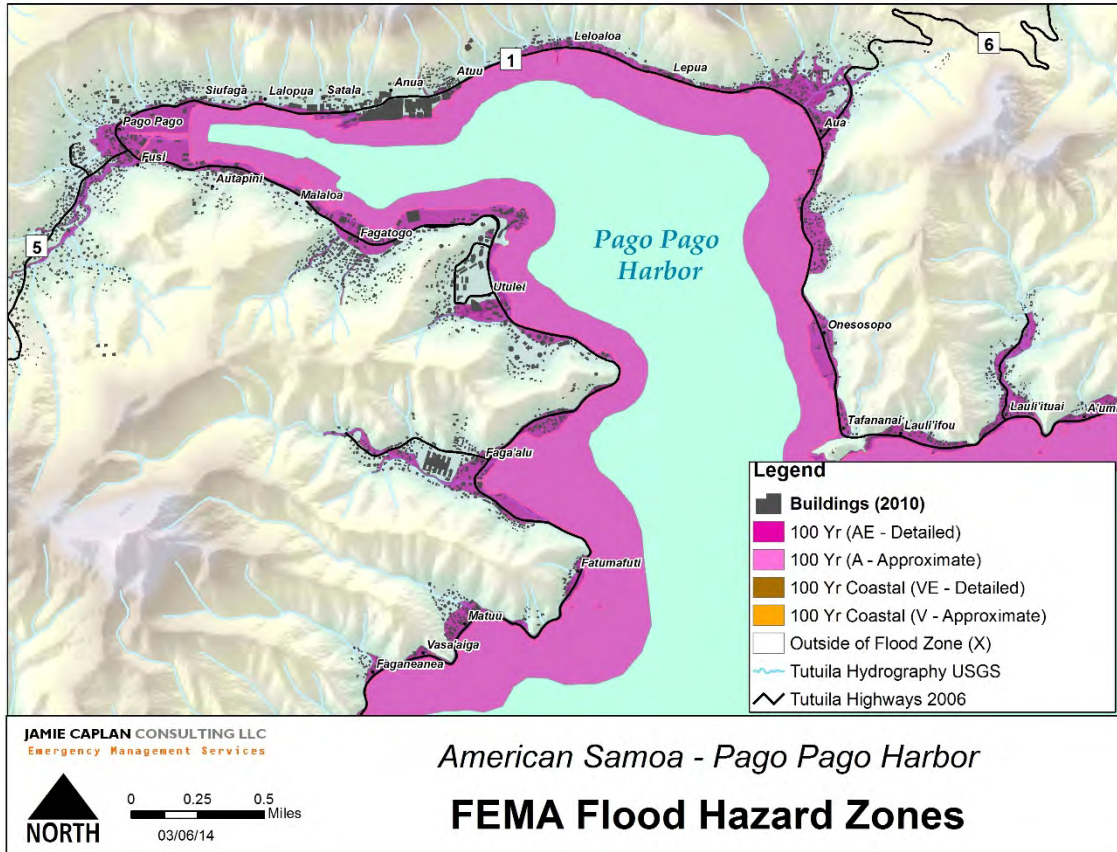 Leloaloa
6
1
Atuu
Lepua
Anua
Satala
Lalopua
Siufaga
Pago Pago
Aua
Fusi
Autapini
Malaloa
5
Fagatogo
Pago Pago
Harbor
Utulei
Onesosopo
Tafananai
Lauli'ifou
Lauli'ituai
A'um
Faga'alu
Fatumafuti
Matuu
Vasa'aiga
Faganeanea
Legend
Buildings (2010)
100 Yr (AE - Detailed)
100 Yr (A - Approximate)
100 Yr Coastal (VE - Detailed)
100 Yr Coastal (V - Approximate)
Outside of Flood Zone (X)
Tutuila Hydrography USGS
Tutuila Highways 2006
JAMIE CAPLAN CONSULTING LLC
Emergency Management Services
NORTH
0 0.25 0.5
Miles
03/06/14
American Samoa - Pago Pago Harbor
FEMA Flood Hazard Zones